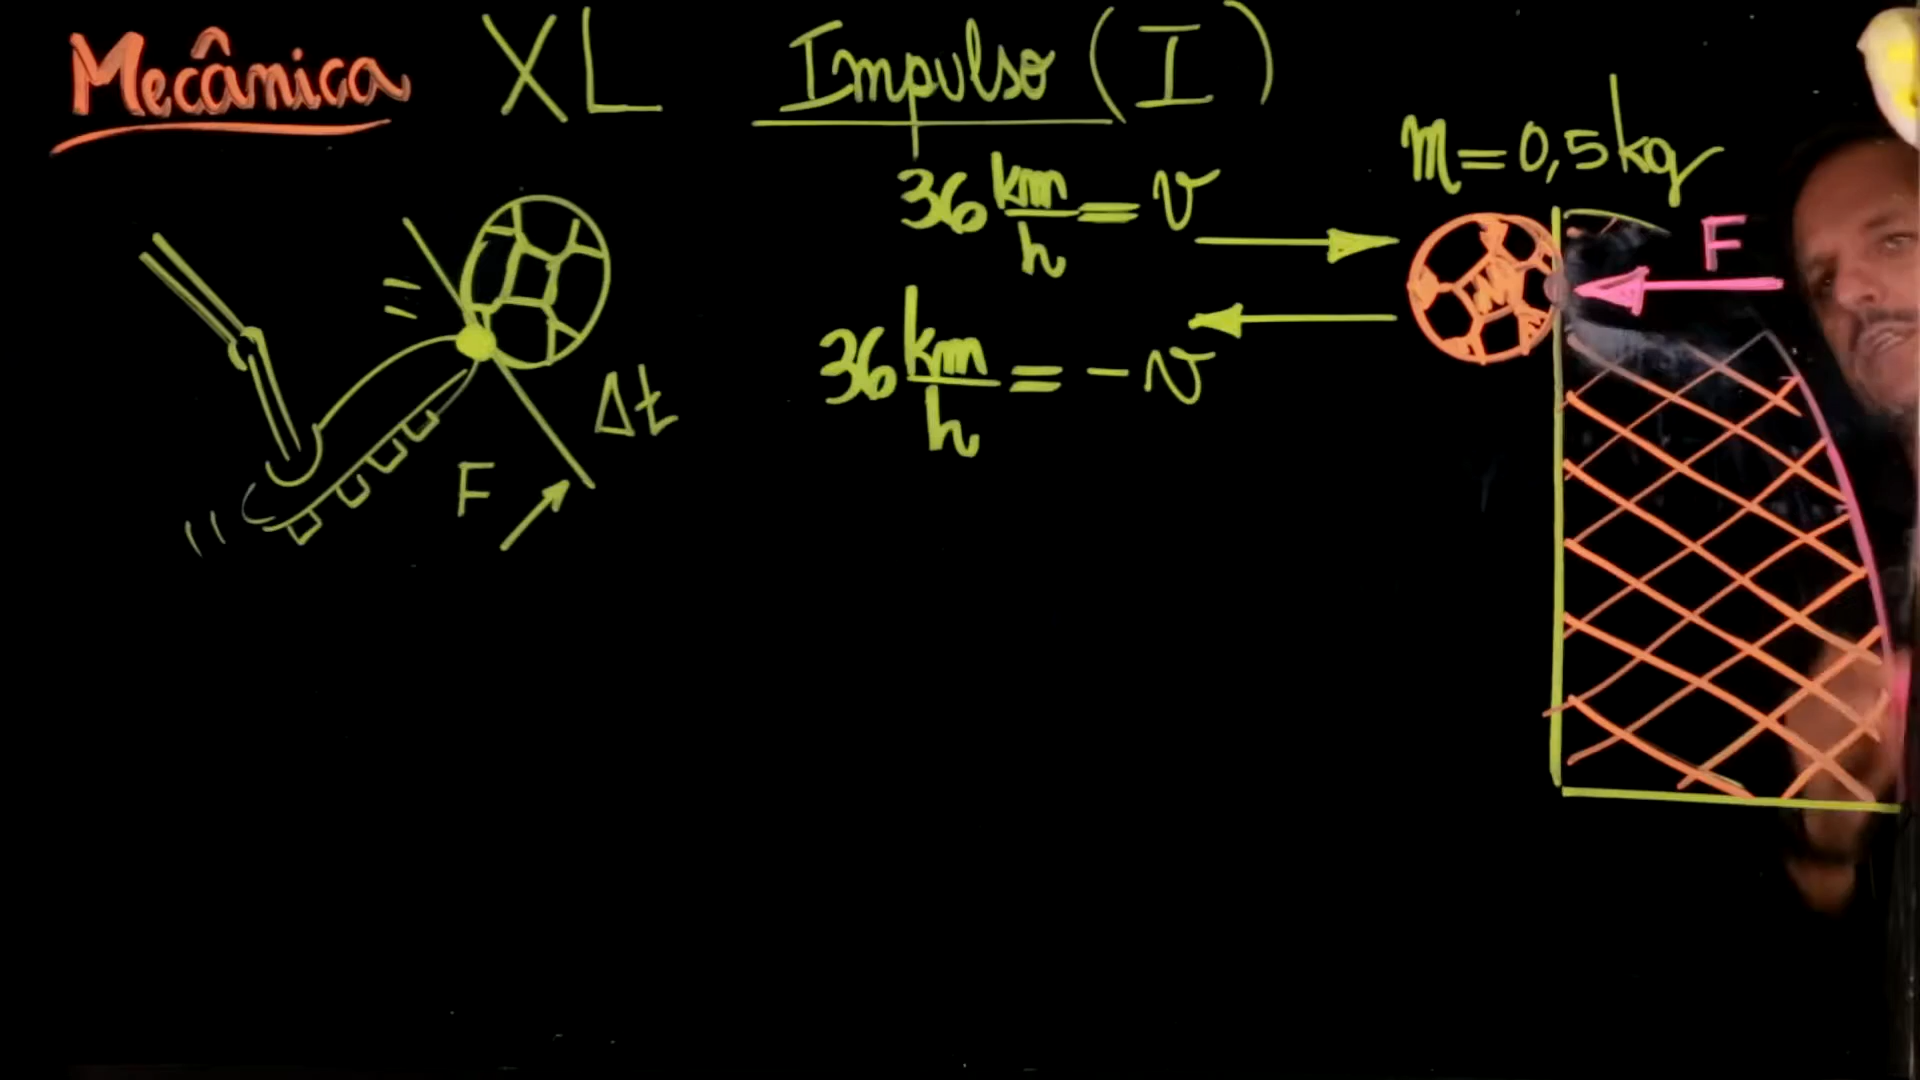 Mecânica XL Impulso (I)
36 km/h = v
m = 0,5 kg
M
F
36 km/h = -v
Δt
F